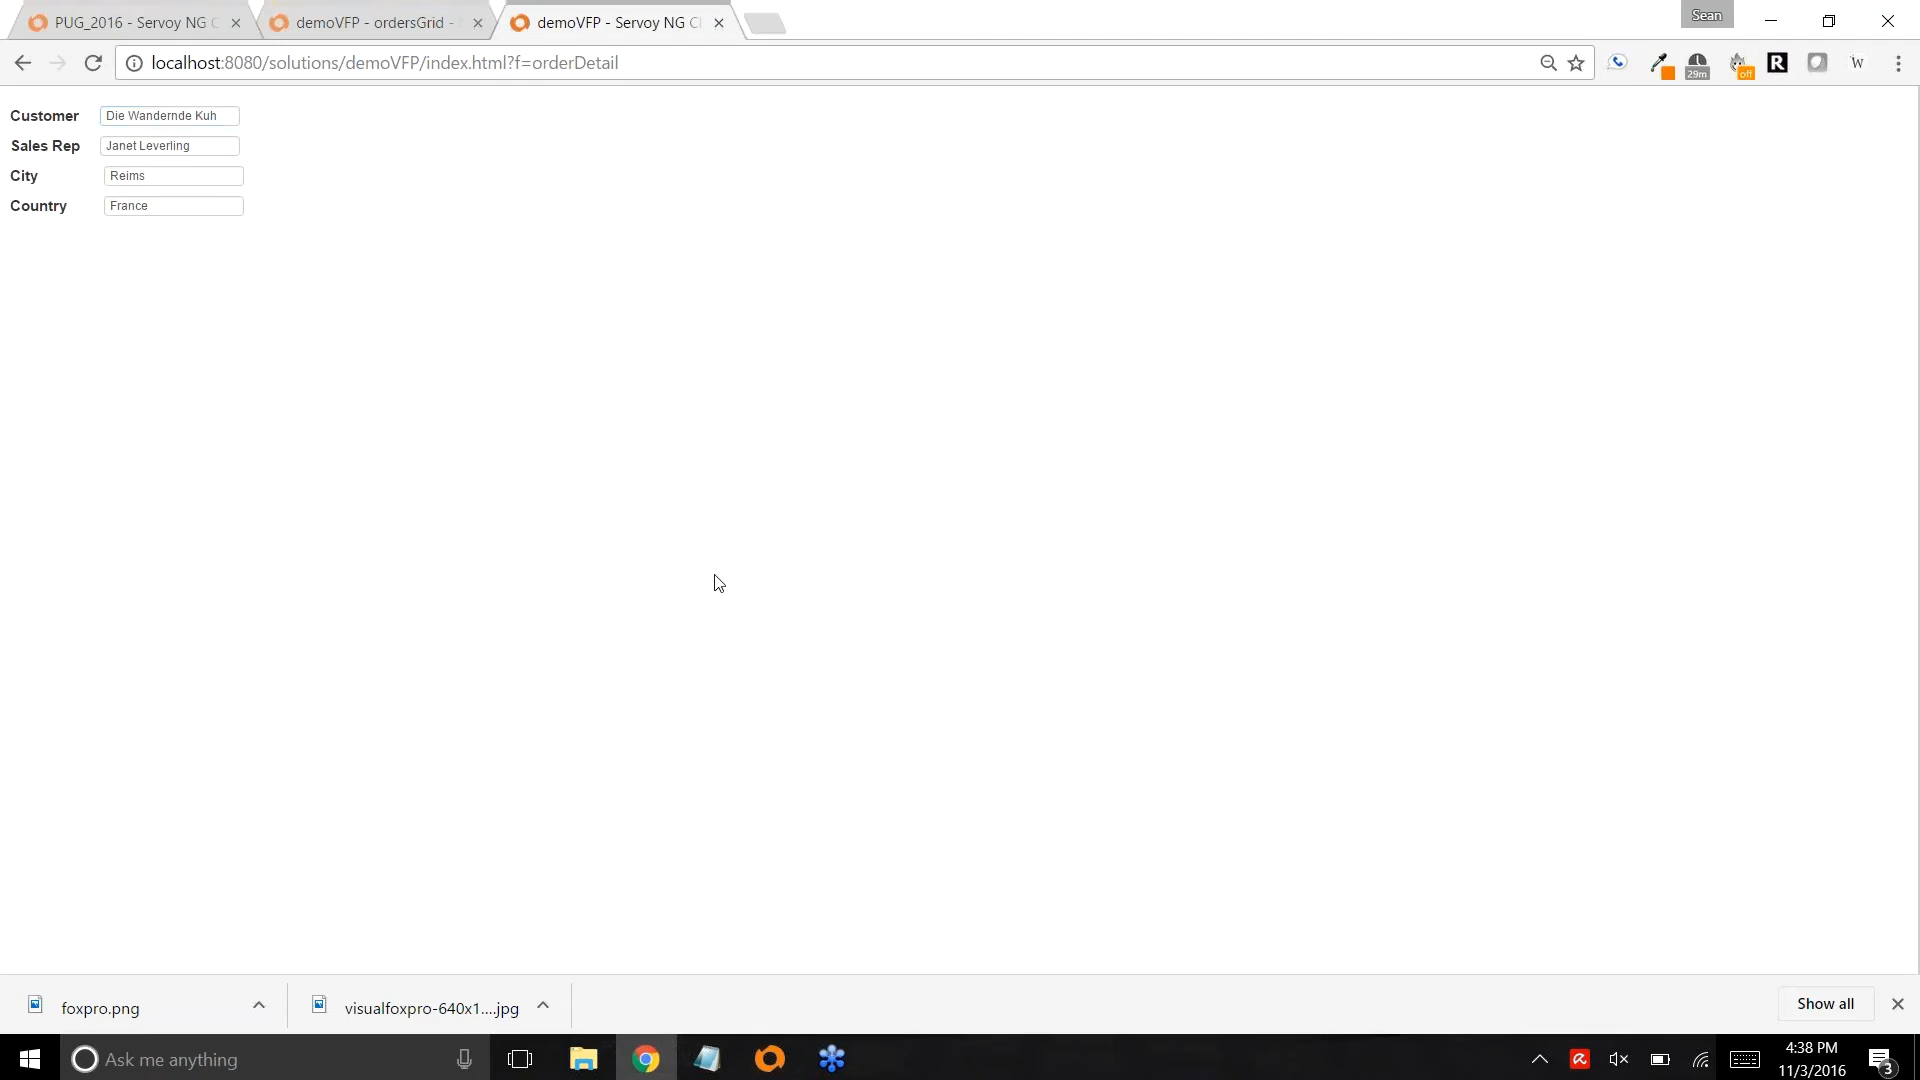 PUG_2016 - Servoy NG C
demoVFP - ordersGrid -
demoVFP - Servoy NG Cl
Sean
localhost:8080/solutions/demoVFP/index.html?f=orderDetail
29m
off
R
W
Customer
Die Wandernde Kuh
Sales Rep
Janet Leverling
City
Reims
Country
France
foxpro.png
visualfoxpro-640x1....jpg
Show all
Ask me anything
4:38 PM
11/3/2016
3